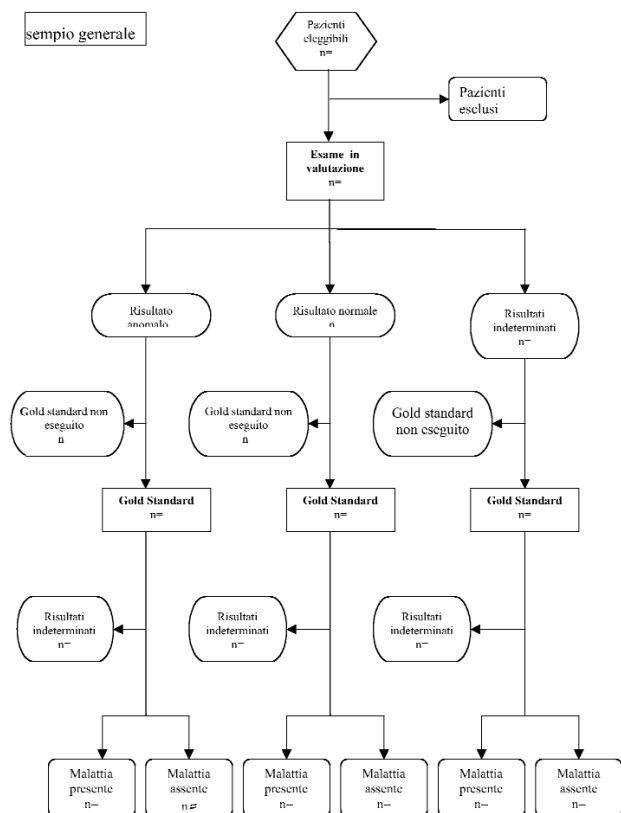 sempio generale
Pazienti
eleggibili
n=
Pazienti
esclusi
Esame in
valutazione
n=
Risultato
anomalo
Risultato normale
n
Risultati
indeterminati
n=
Gold standard non
eseguito
n
Gold standard non
eseguito
n
Gold standard
non eseguito
Gold Standard
n=
Gold Standard
n=
Gold Standard
n=
Risultati
indeterminati
n=
Risultati
indeterminati
n=
Risultati
indeterminati
n=
Malattia
presente
n=
Malattia
assente
n=
Malattia
presente
n=
Malattia
assente
n=
Malattia
presente
n=
Malattia
assente
n=